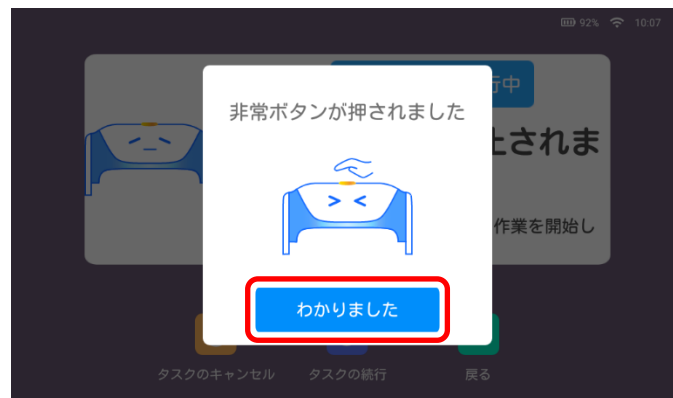 92% 10:07
行中
非常ボタンが押されました
止されま
作業を開始し
わかりました
タスクのキャンセル
タスクの続行
戻る